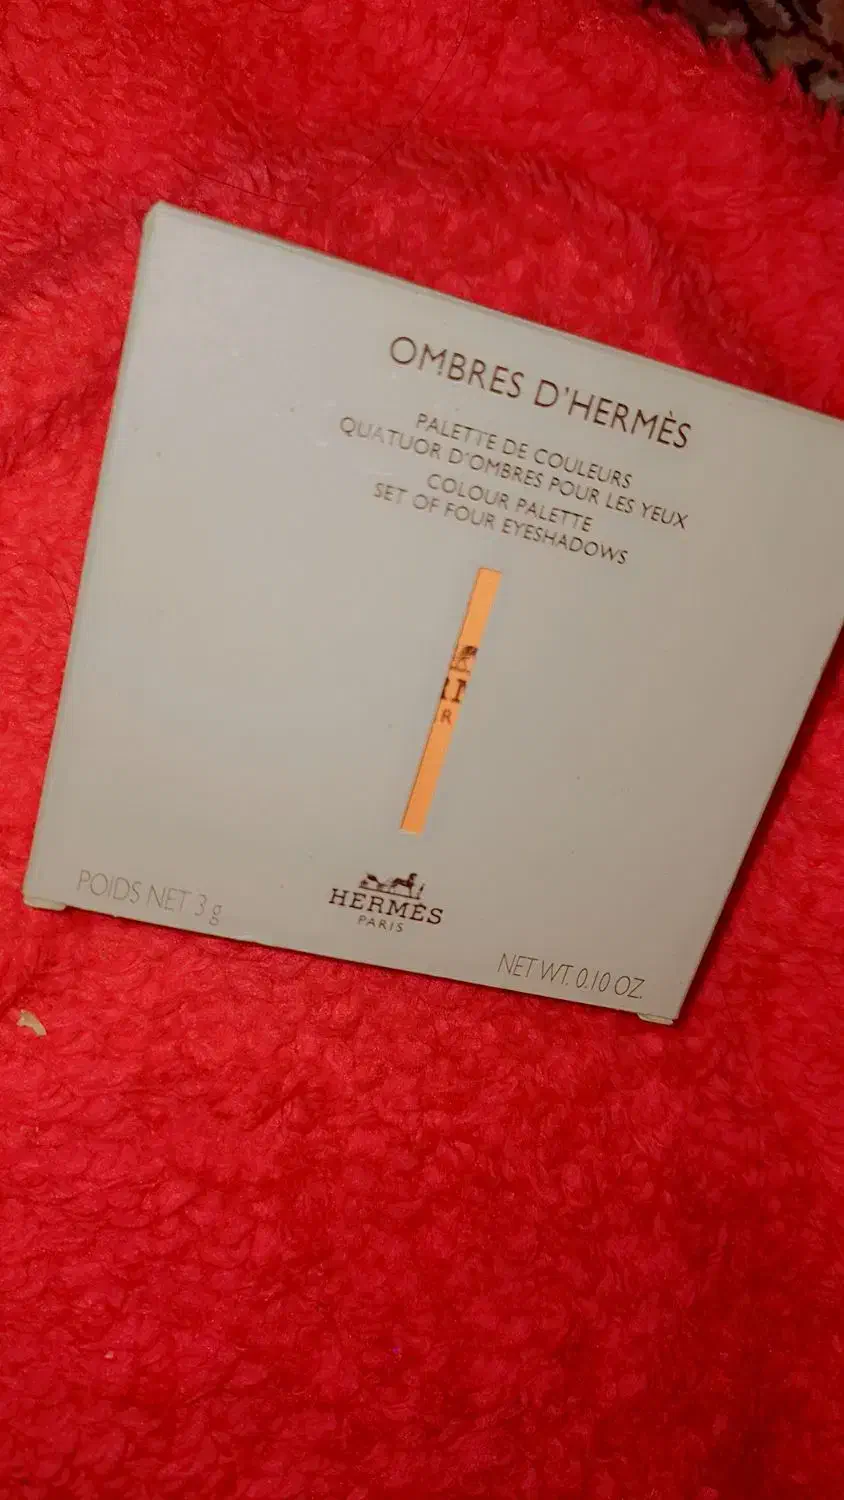 OMBRES D'HERMÈS
PALETTE DE COULEURS
QUATUOR D'OMBRES POUR LES YEUX
COLOUR PALETTE
SET OF FOUR EYESHADOWS
R
HERMÈS
PARIS
POIDS NET 3 g
NET WT. 0.10 OZ.